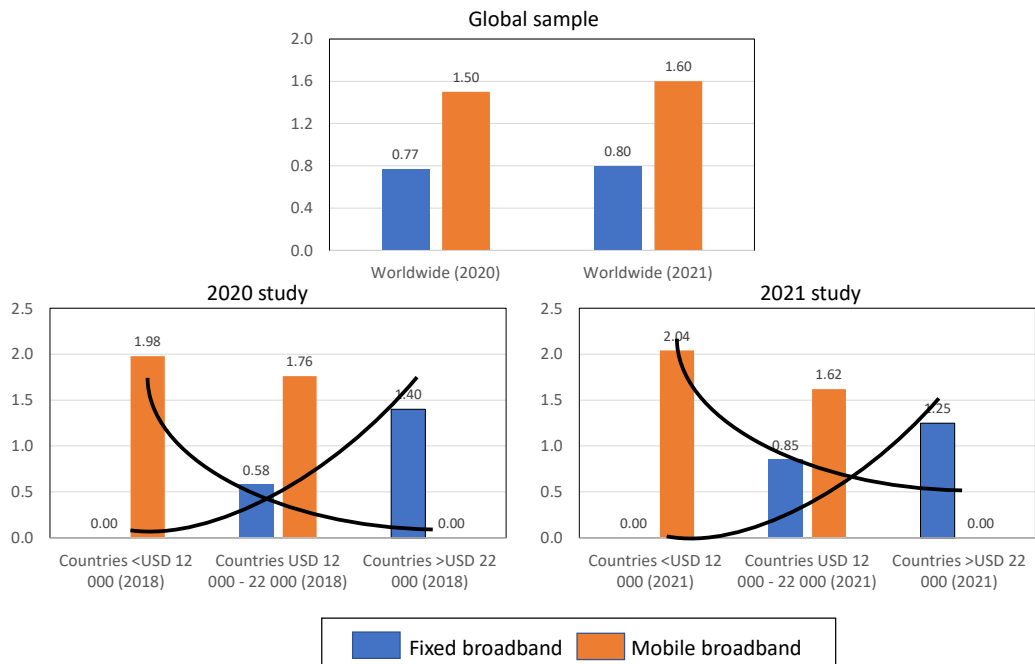 Global sample
2.0
1.6
1.2
0.8
0.4
0.0
0.77
1.50
0.80
1.60
Worldwide (2020)
Worldwide (2021)
2020 study
2.5
2.0
1.5
1.0
0.5
0.0
0.00
1.98
0.58
1.76
1.40
0.00
Countries <USD 12
000 (2018)
Countries USD 12
000 - 22 000 (2018)
Countries >USD 22
000 (2018)
2021 study
2.5
2.0
1.5
1.0
0.5
0.0
0.00
2.04
0.85
1.62
1.25
0.00
Countries <USD 12
000 (2021)
Countries USD 12
000 - 22 000 (2021)
Countries >USD 22
000 (2021)
Fixed broadband
Mobile broadband